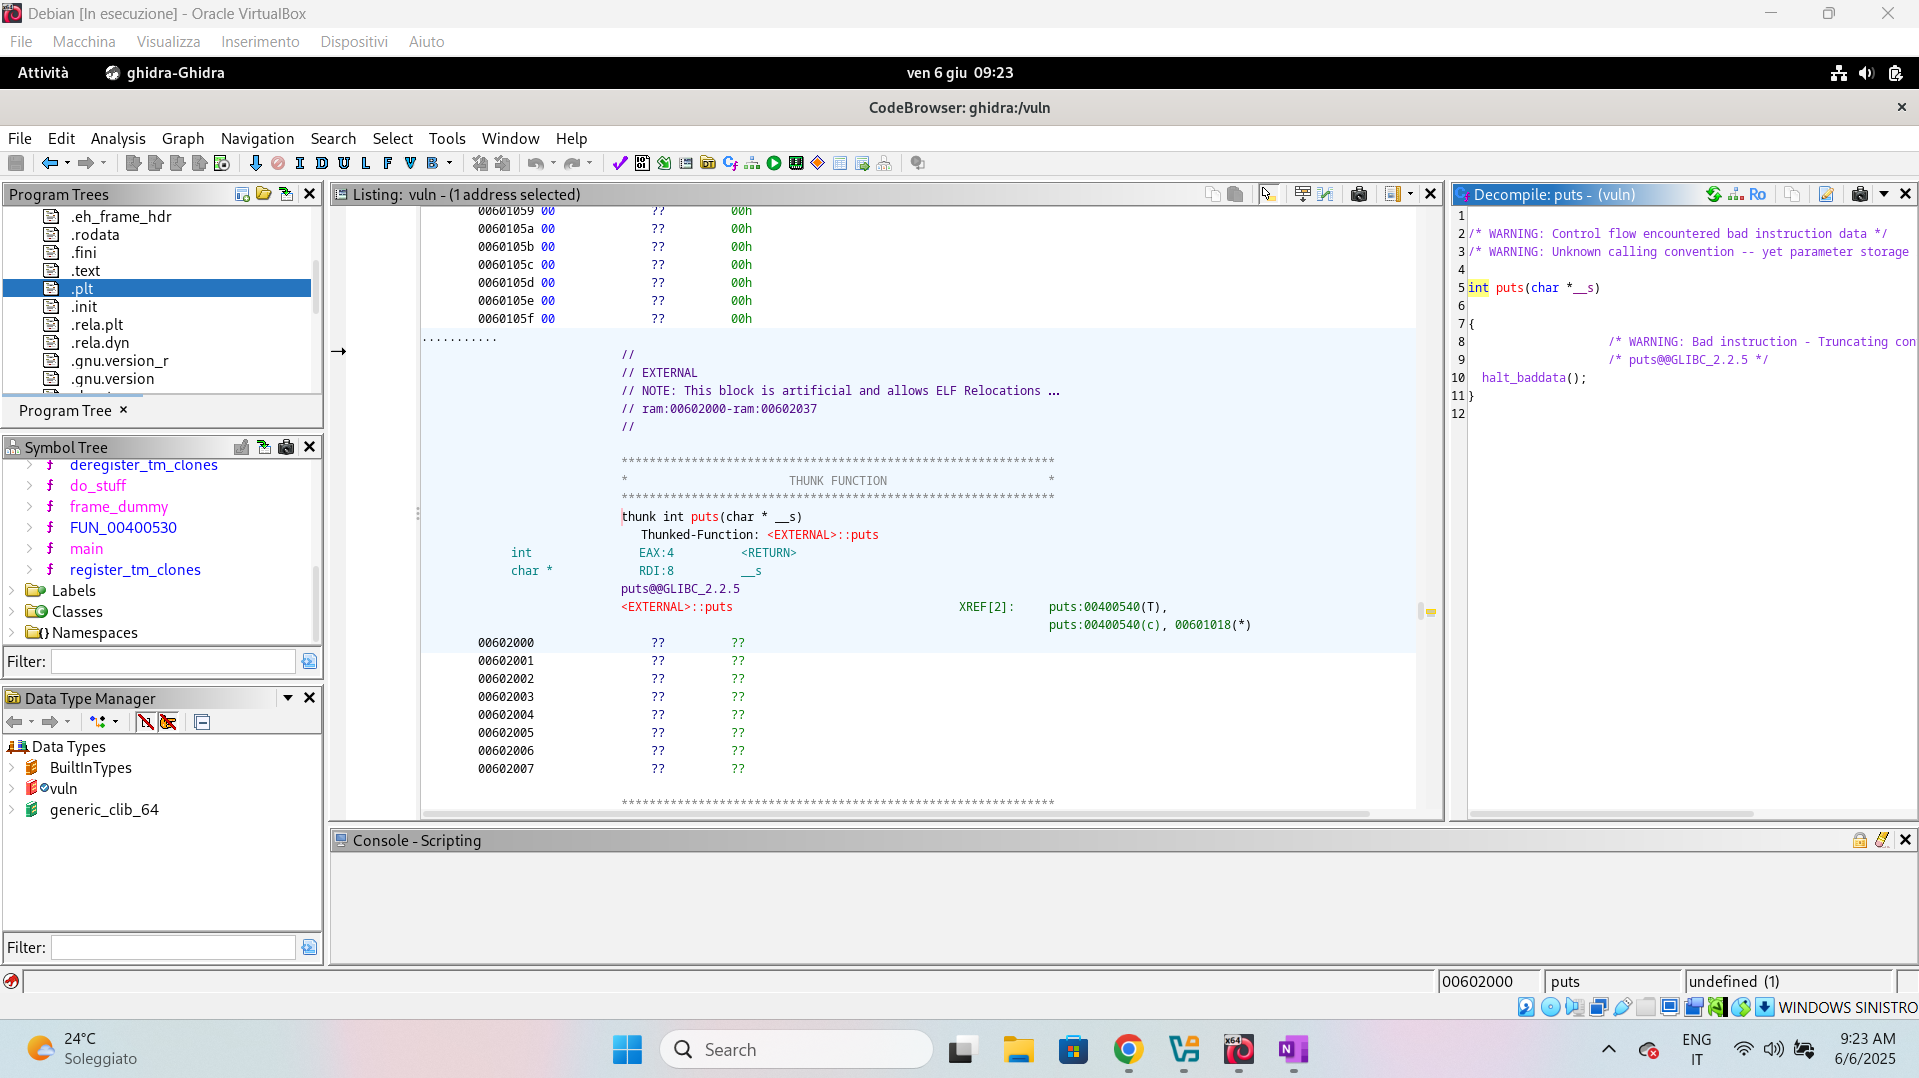 Debian [In esecuzione] - Oracle VirtualBox
File Macchina Visualizza Inserimento Dispositivi Aiuto
Attività ghidra-Ghidra ven 6 giu 09:23
CodeBrowser: ghidra:/vuln
File Edit Analysis Graph Navigation Search Select Tools Window Help
I D U L F V B
Program Trees
.eh_frame_hdr
.rodata
.fini
.text
.plt
.init
.rela.plt
.rela.dyn
.gnu.version_r
.gnu.version
Program Tree
Symbol Tree
deregister_tm_clones
do_stuff
frame_dummy
FUN_00400530
main
register_tm_clones
Labels
Classes
Namespaces
Filter:
Data Type Manager
Data Types
BuiltInTypes
vuln
generic_clib_64
Filter:
Listing: vuln - (1 address selected)
00601059 00 ?? 00h
0060105a 00 ?? 00h
0060105b 00 ?? 00h
0060105c 00 ?? 00h
0060105d 00 ?? 00h
0060105e 00 ?? 00h
0060105f 00 ?? 00h
...........
//
// EXTERNAL
// NOTE: This block is artificial and allows ELF Relocations ...
// ram:00602000-ram:00602037
//
**************************************************************
* THUNK FUNCTION *
**************************************************************
thunk int puts(char * __s)
Thunked-Function: <EXTERNAL>::puts
int EAX:4 <RETURN>
char * RDI:8 __s
puts@@GLIBC_2.2.5
<EXTERNAL>::puts XREF[2]: puts:00400540(T),
puts:00400540(c), 00601018(*)
00602000 ?? ??
00602001 ?? ??
00602002 ?? ??
00602003 ?? ??
00602004 ?? ??
00602005 ?? ??
00602006 ?? ??
00602007 ?? ??
**************************************************************
Decompile: puts - (vuln)
Ro
1
2 /* WARNING: Control flow encountered bad instruction data */
3 /* WARNING: Unknown calling convention -- yet parameter storage
4
5 int puts(char *__s)
6
7 {
8 /* WARNING: Bad instruction - Truncating con
9 /* puts@@GLIBC_2.2.5 */
10 halt_baddata();
11 }
12
Console - Scripting
00602000 puts undefined (1)
WINDOWS SINISTRO
24°C
Soleggiato
Search
ENG
IT
9:23 AM
6/6/2025